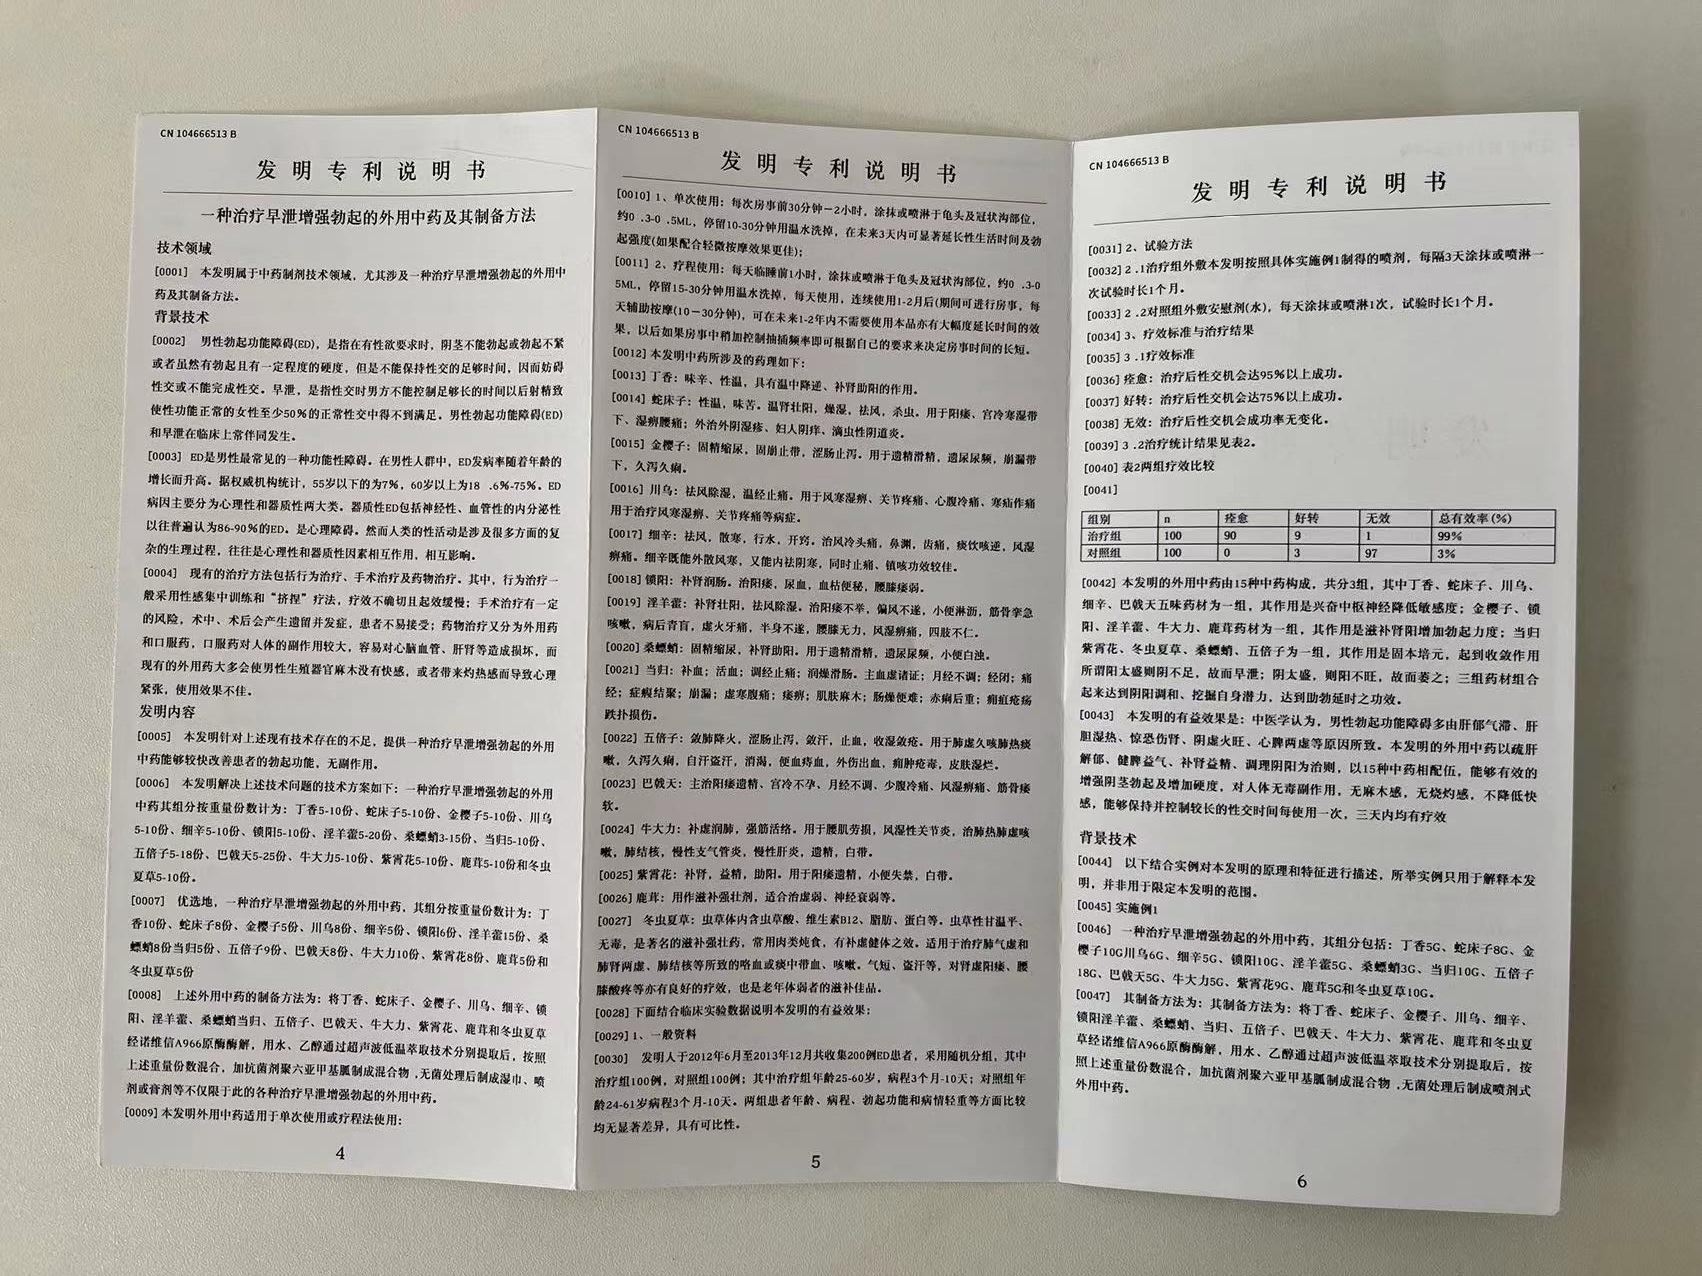 CN 104666513 B
发明专利说明书
一种治疗早泄增强勃起的外用中药及其制备方法
技术领域
[0001] 本发明属于中药制剂技术领域，尤其涉及一种治疗早泄增强勃起的外用中
药及其制备方法。
背景技术
[0002] 男性勃起功能障碍(ED)，是指在有性欲要求时，阴茎不能勃起或勃起不紧
或者虽然有勃起且有一定程度的硬度，但是不能保持性交的足够时间，因而妨碍
性交或不能完成性交。早泄，是指性交时男方不能控制足够长的时间以后射精致
使性功能正常的女性至少50%的正常性交中得不到满足。男性勃起功能障碍(ED)
和早泄在临床上常伴同发生。
[0003] ED是男性最常见的一种功能性障碍。在男性人群中，ED发病率随着年龄的
增长而升高。据权威机构统计，55岁以下的为7%，60岁以上为18 .6%-75%。ED
病因主要分为心理性和器质性两大类。器质性ED包括神经性、血管性的内分泌性
以往普遍认为86-90%的ED。是心理障碍。然而人类的性活动是涉及很多方面的复
杂的生理过程，往往是心理性和器质性因素相互作用，相互影响。
[0004] 现有的治疗方法包括行为治疗、手术治疗及药物治疗。其中，行为治疗一
般采用性感集中训练和“挤捏”疗法，疗效不确切且起效缓慢；手术治疗有一定
的风险，术中、术后会产生遗留并发症，患者不易接受；药物治疗又分为外用药
和口服药，口服药对人体的副作用较大，容易对心脑血管、肝肾等造成损坏，而
现有的外用药大多会使男性生殖器官麻木没有快感，或者带来灼热感而导致心理
紧张，使用效果不佳。
发明内容
[0005] 本发明针对上述现有技术存在的不足，提供一种治疗早泄增强勃起的外用
中药能够较快改善患者的勃起功能，无副作用。
[0006] 本发明解决上述技术问题的技术方案如下：一种治疗早泄增强勃起的外用
中药其组分按重量份数计为：丁香5-10份、蛇床子5-10份、金樱子5-10份、川乌
5-10份、细辛5-10份、锁阳5-10份、淫羊藿5-20份、桑螵蛸3-15份、当归5-10份、
五倍子5-18份、巴戟天5-25份、牛大力5-10份、紫霄花5-10份、鹿茸5-10份和冬虫
夏草5-10份。
[0007] 优选地，一种治疗早泄增强勃起的外用中药，其组分按重量份数计为：丁
香10份、蛇床子8份、金樱子5份、川乌8份、细辛5份、锁阳6份、淫羊藿15份、桑
螵蛸8份当归5份、五倍子9份、巴戟天8份、牛大力10份、紫霄花8份、鹿茸5份和
冬虫夏草5份
[0008] 上述外用中药的制备方法为：将丁香、蛇床子、金樱子、川乌、细辛、锁
阳、淫羊藿、桑螵蛸当归、五倍子、巴戟天、牛大力、紫霄花、鹿茸和冬虫夏草
经诺维信A966原酶酶解，用水、乙醇通过超声波低温萃取技术分别提取后，按照
上述重量份数混合，加抗菌剂聚六亚甲基胍制成混合物 .无菌处理后制成湿巾、喷
剂或膏剂等不仅限于此的各种治疗早泄增强勃起的外用中药。
[0009] 本发明外用中药适用于单次使用或疗程法使用:
4
CN 104666513 B
发明专利说明书
[0010] 1、单次使用：每次房事前30分钟－2小时，涂抹或喷淋于龟头及冠状沟部位，
约0 .3-0 .5ML，停留10-30分钟用温水洗掉，在未来3天内可显著延长性生活时间及勃
起强度(如果配合轻微按摩效果更佳);
[0011] 2、疗程使用：每天临睡前1小时，涂抹或喷淋于龟头及冠状沟部位，约0 .3-0
5ML，停留15-30分钟用温水洗掉，每天使用，连续使用1-2月后(期间可进行房事，每
天辅助按摩(10－30分钟)，可在未来1-2年内不需要使用本品亦有大幅度延长时间的效
果，以后如果房事中稍加控制抽插频率即可根据自己的要求来决定房事时间的长短。
[0012] 本发明中药所涉及的药理如下：
[0013] 丁香：味辛、性温，具有温中降逆、补肾助阳的作用。
[0014] 蛇床子：性温，味苦。温肾壮阳，燥湿，祛风，杀虫。用于阳痿、宫冷寒湿带
下、湿痹腰痛；外治外阴湿疹、妇人阴痒、滴虫性阴道炎。
[0015] 金樱子：固精缩尿，固崩止带，涩肠止泻。用于遗精滑精，遗尿尿频，崩漏带
下，久泻久痢。
[0016] 川乌：祛风除湿，温经止痛。用于风寒湿痹、关节疼痛、心腹冷痛、寒疝作痛
用于治疗风寒湿痹、关节疼痛等病症。
[0017] 细辛：祛风，散寒，行水，开窍。治风冷头痛，鼻渊，齿痛，痰饮咳逆，风湿
痹痛。细辛既能外散风寒，又能内祛阴寒，同时止痛、镇咳功效较佳。
[0018] 锁阳：补肾润肠。治阳痿，尿血，血枯便秘，腰膝痿弱。
[0019] 淫羊藿：补肾壮阳，祛风除湿。治阳痿不举，偏风不遂，小便淋沥，筋骨挛急
咳嗽，病后青盲，虚火牙痛，半身不遂，腰膝无力，风湿痹痛，四肢不仁。
[0020] 桑螵蛸：固精缩尿，补肾助阳。用于遗精滑精，遗尿尿频，小便白浊。
[0021] 当归：补血；活血；调经止痛；润燥滑肠。主血虚诸证；月经不调；经闭；痛
经；症瘕结聚；崩漏；虚寒腹痛；痿痹；肌肤麻木；肠燥便难；赤痢后重；痈疽疮疡
跌扑损伤。
[0022] 五倍子：敛肺降火，涩肠止泻，敛汗，止血，收湿敛疮。用于肺虚久咳肺热痰
嗽，久泻久痢，自汗盗汗，消渴，便血痔血，外伤出血，痈肿疮毒，皮肤湿烂。
[0023] 巴戟天：主治阳痿遗精、宫冷不孕、月经不调、少腹冷痛、风湿痹痛、筋骨痿
软。
[0024] 牛大力：补虚润肺，强筋活络。用于腰肌劳损，风湿性关节炎，治肺热肺虚咳
嗽，肺结核，慢性支气管炎，慢性肝炎，遗精，白带。
[0025] 紫霄花：补肾，益精，助阳。用于阳痿遗精，小便失禁，白带。
[0026] 鹿茸：用作滋补强壮剂，适合治虚弱、神经衰弱等。
[0027] 冬虫夏草：虫草体内含虫草酸、维生素B12、脂肪、蛋白等。虫草性甘温平、
无毒，是著名的滋补强壮药，常用肉类炖食，有补虚健体之效。适用于治疗肺气虚和
肺肾两虚、肺结核等所致的咯血或痰中带血、咳嗽。气短、盗汗等，对肾虚阳痿、腰
膝酸疼等亦有良好的疗效，也是老年体弱者的滋补佳品。
[0028] 下面结合临床实验数据说明本发明的有益效果：
[0029] 1、一般资料
[0030] 发明人于2012年6月至2013年12月共收集200例ED患者，采用随机分组，其中
治疗组100例，对照组100例；其中治疗组年龄25-60岁，病程3个月-10天；对照组年
龄24-61岁病程3个月-10天。两组患者年龄、病程、勃起功能和病情轻重等方面比较
均无显著差异，具有可比性。
5
CN 104666513 B
发明专利说明书
[0031] 2、试验方法
[0032] 2 .1治疗组外敷本发明按照具体实施例1制得的喷剂，每隔3天涂抹或喷淋一
次试验时长1个月。
[0033] 2 .2对照组外敷安慰剂(水)，每天涂抹或喷淋1次，试验时长1个月。
[0034] 3、疗效标准与治疗结果
[0035] 3 .1疗效标准
[0036] 痊愈：治疗后性交机会达95%以上成功。
[0037] 好转：治疗后性交机会达75%以上成功。
[0038] 无效：治疗后性交机会成功率无变化。
[0039] 3 .2治疗统计结果见表2。
[0040] 表2两组疗效比较
[0041]
组别 n 痊愈 好转 无效 总有效率(%)
治疗组 100 90 9 1 99%
对照组 100 0 3 97 3%
[0042] 本发明的外用中药由15种中药构成，共分3组，其中丁香、蛇床子、川乌、
细辛、巴戟天五味药材为一组，其作用是兴奋中枢神经降低敏感度；金樱子、锁
阳、淫羊藿、牛大力、鹿茸药材为一组，其作用是滋补肾阳增加勃起力度；当归
紫霄花、冬虫夏草、桑螵蛸、五倍子为一组，其作用是固本培元，起到收敛作用
所谓阳太盛则阴不足，故而早泄；阴太盛，则阳不旺，故而萎之；三组药材组合
起来达到阴阳调和、挖掘自身潜力，达到助勃延时之功效。
[0043] 本发明的有益效果是：中医学认为，男性勃起功能障碍多由肝郁气滞、肝
胆湿热、惊恐伤肾、阴虚火旺、心脾两虚等原因所致。本发明的外用中药以疏肝
解郁、健脾益气、补肾益精、调理阴阳为治则，以15种中药相配伍，能够有效的
增强阴茎勃起及增加硬度，对人体无毒副作用，无麻木感，无烧灼感，不降低快
感，能够保持并控制较长的性交时间每使用一次，三天内均有疗效
背景技术
[0044] 以下结合实例对本发明的原理和特征进行描述，所举实例只用于解释本发
明，并非用于限定本发明的范围。
[0045] 实施例1
[0046] 一种治疗早泄增强勃起的外用中药，其组分包括：丁香5G、蛇床子8G、金
樱子10G川乌6G、细辛5G、锁阳10G、淫羊藿5G、桑螵蛸3G、当归10G、五倍子
18G、巴戟天5G、牛大力5G、紫霄花9G、鹿茸5G和冬虫夏草10G。
[0047] 其制备方法为：其制备方法为：将丁香、蛇床子、金樱子、川乌、细辛、
锁阳淫羊藿、桑螵蛸、当归、五倍子、巴戟天、牛大力、紫霄花、鹿茸和冬虫夏
草经诺维信A966原酶酶解，用水、乙醇通过超声波低温萃取技术分别提取后，按
照上述重量份数混合，加抗菌剂聚六亚甲基胍制成混合物 .无菌处理后制成喷剂式
外用中药。
6